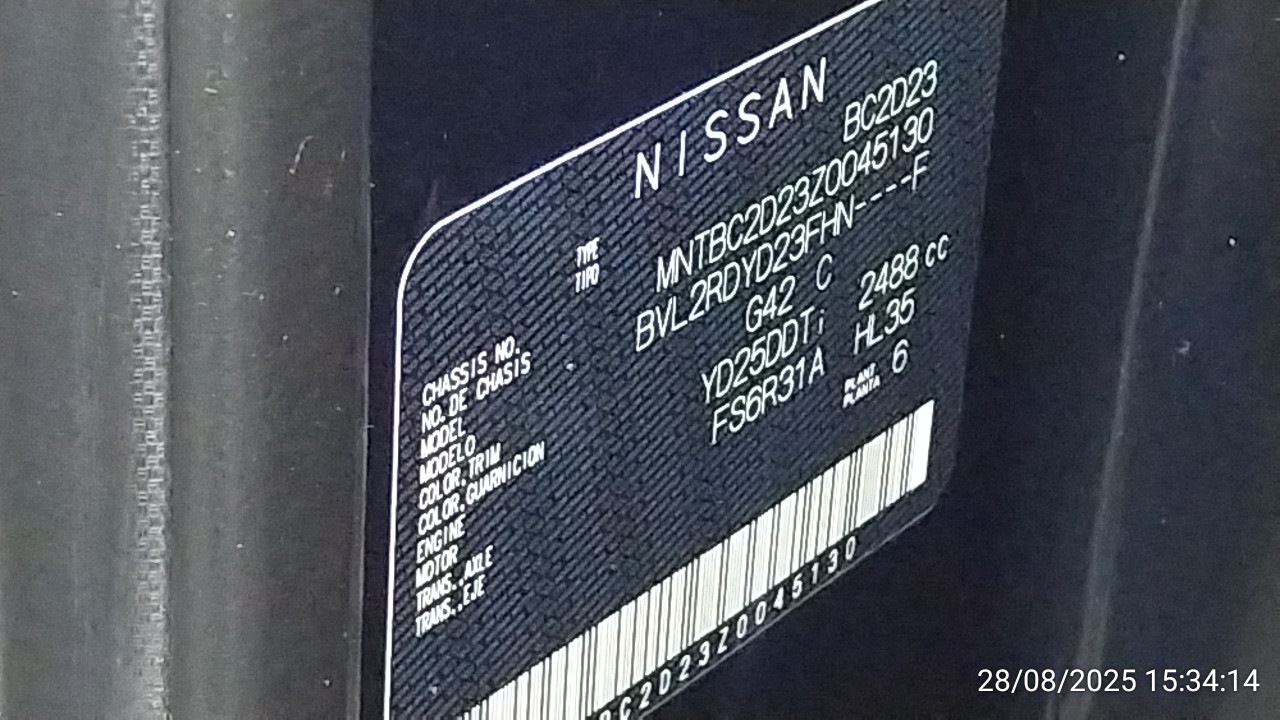 NISSAN
TYPE BC2D23
TIPO
CHASSIS NO. MNTBC2D23Z0045130
NO. DE CHASIS
MODEL BVL2RDYD23FHN----F
MODELO
COLOR,TRIM G42 C
COLOR,GUARNICION
ENGINE YD25DDTi 2488 cc
MOTOR
TRANS.,AXLE FS6R31A HL35
TRANS.,EJE
PLANT 6
PLANTA
BC2D23Z0045130
28/08/2025 15:34:14